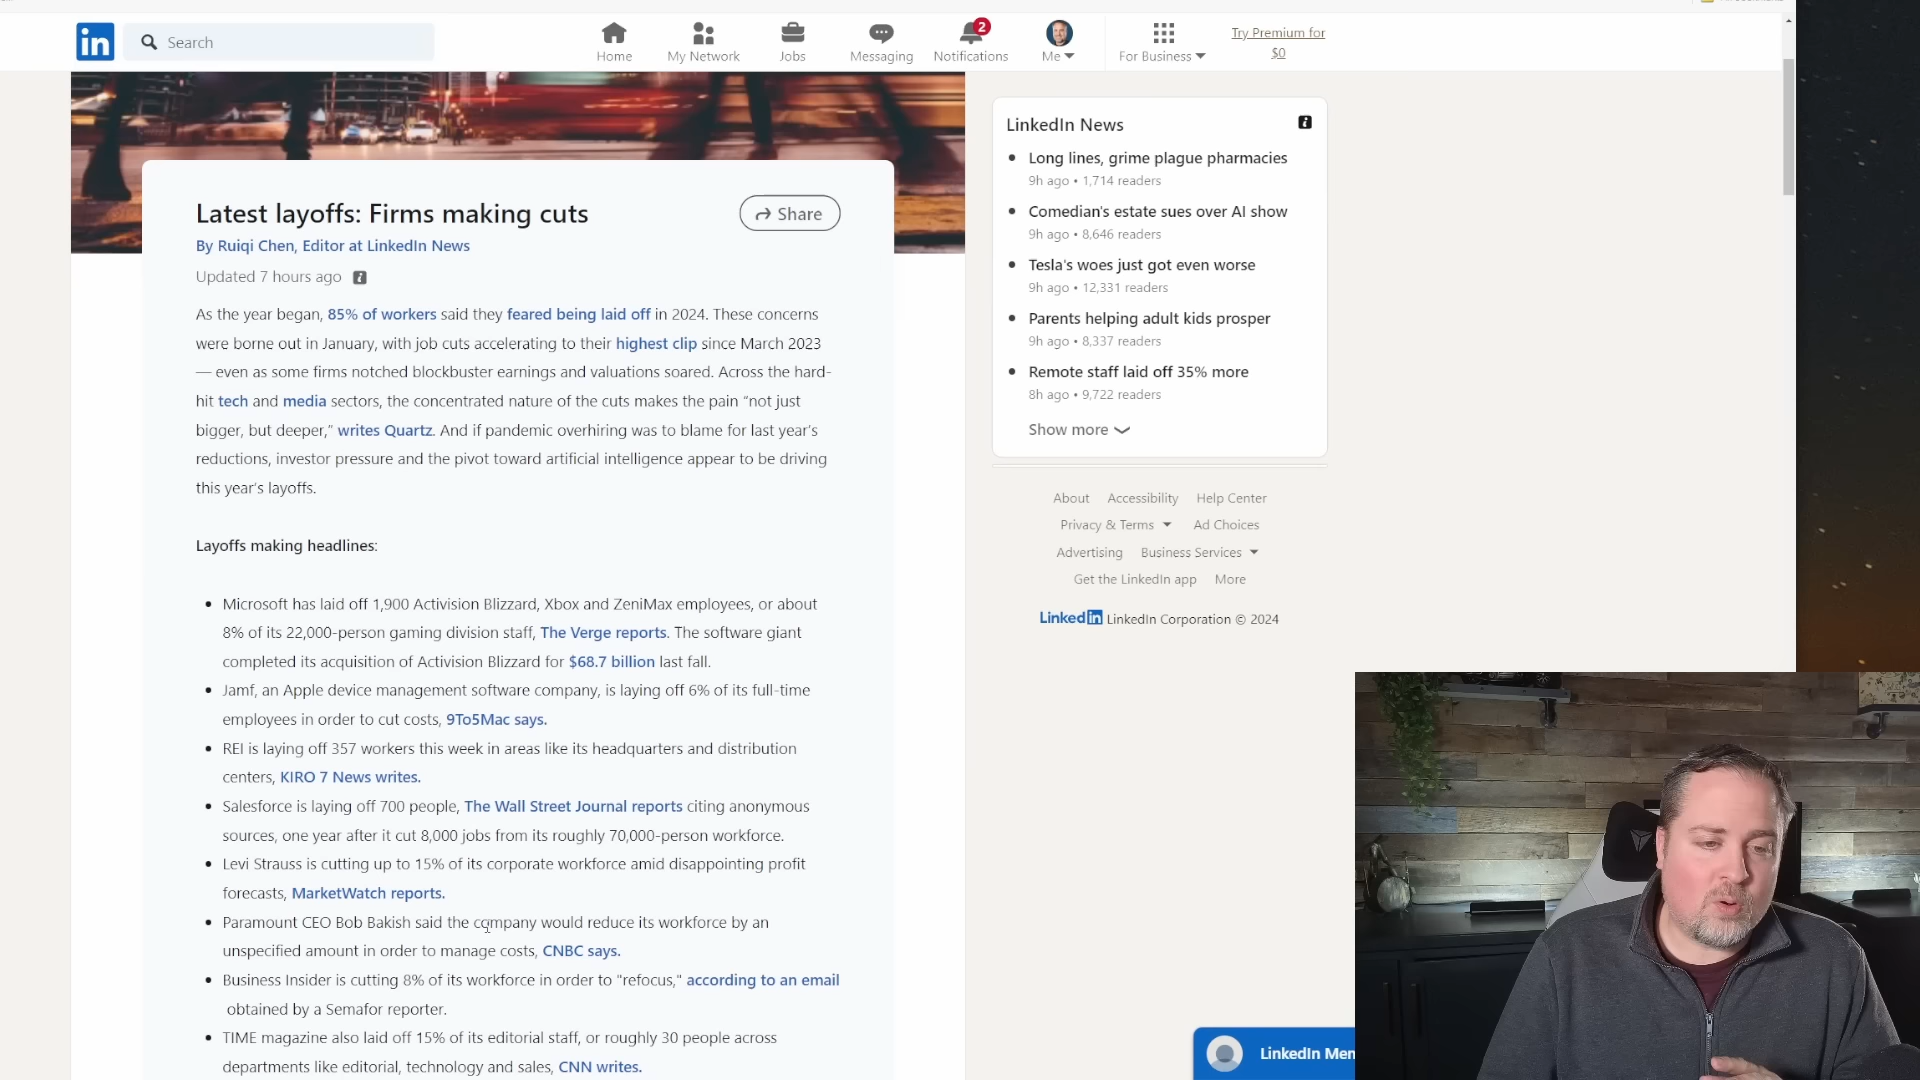 in
Search
Home
My Network
Jobs
Messaging
2
Notifications
Me
For Business
Try Premium for
$0
Latest layoffs: Firms making cuts
Share
By Ruiqi Chen, Editor at LinkedIn News
Updated 7 hours ago
As the year began, 85% of workers said they feared being laid off in 2024. These concerns
were borne out in January, with job cuts accelerating to their highest clip since March 2023
— even as some firms notched blockbuster earnings and valuations soared. Across the hard-
hit tech and media sectors, the concentrated nature of the cuts makes the pain “not just
bigger, but deeper,” writes Quartz. And if pandemic overhiring was to blame for last year's
reductions, investor pressure and the pivot toward artificial intelligence appear to be driving
this year's layoffs.
Layoffs making headlines:
• Microsoft has laid off 1,900 Activision Blizzard, Xbox and ZeniMax employees, or about
8% of its 22,000-person gaming division staff, The Verge reports. The software giant
completed its acquisition of Activision Blizzard for $68.7 billion last fall.
• Jamf, an Apple device management software company, is laying off 6% of its full-time
employees in order to cut costs, 9To5Mac says.
• REI is laying off 357 workers this week in areas like its headquarters and distribution
centers, KIRO 7 News writes.
• Salesforce is laying off 700 people, The Wall Street Journal reports citing anonymous
sources, one year after it cut 8,000 jobs from its roughly 70,000-person workforce.
• Levi Strauss is cutting up to 15% of its corporate workforce amid disappointing profit
forecasts, MarketWatch reports.
• Paramount CEO Bob Bakish said the company would reduce its workforce by an
unspecified amount in order to manage costs, CNBC says.
• Business Insider is cutting 8% of its workforce in order to "refocus," according to an email
obtained by a Semafor reporter.
• TIME magazine also laid off 15% of its editorial staff, or roughly 30 people across
departments like editorial, technology and sales, CNN writes.
LinkedIn News
• Long lines, grime plague pharmacies
9h ago • 1,714 readers
• Comedian's estate sues over AI show
9h ago • 8,646 readers
• Tesla's woes just got even worse
9h ago • 12,331 readers
• Parents helping adult kids prosper
9h ago • 8,337 readers
• Remote staff laid off 35% more
8h ago • 9,722 readers
Show more
About Accessibility Help Center
Privacy & Terms Ad Choices
Advertising Business Services
Get the LinkedIn app More
LinkedIn LinkedIn Corporation © 2024
LinkedIn Mem